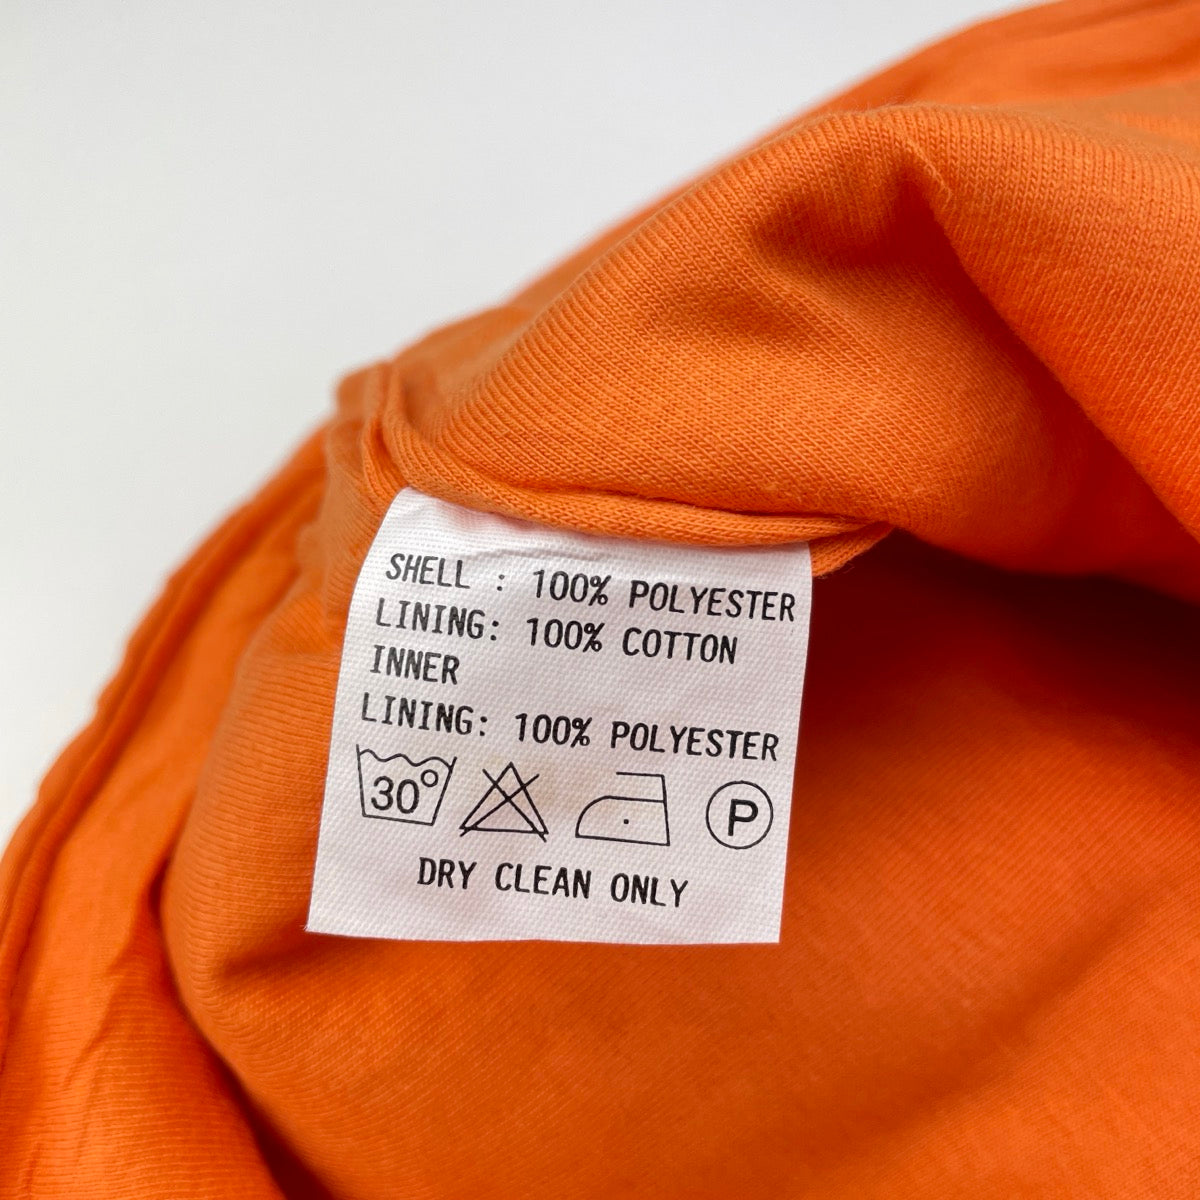 SHELL : 100% POLYESTER
LINING: 100% COTTON
INNER
LINING: 100% POLYESTER
30° P
DRY CLEAN ONLY